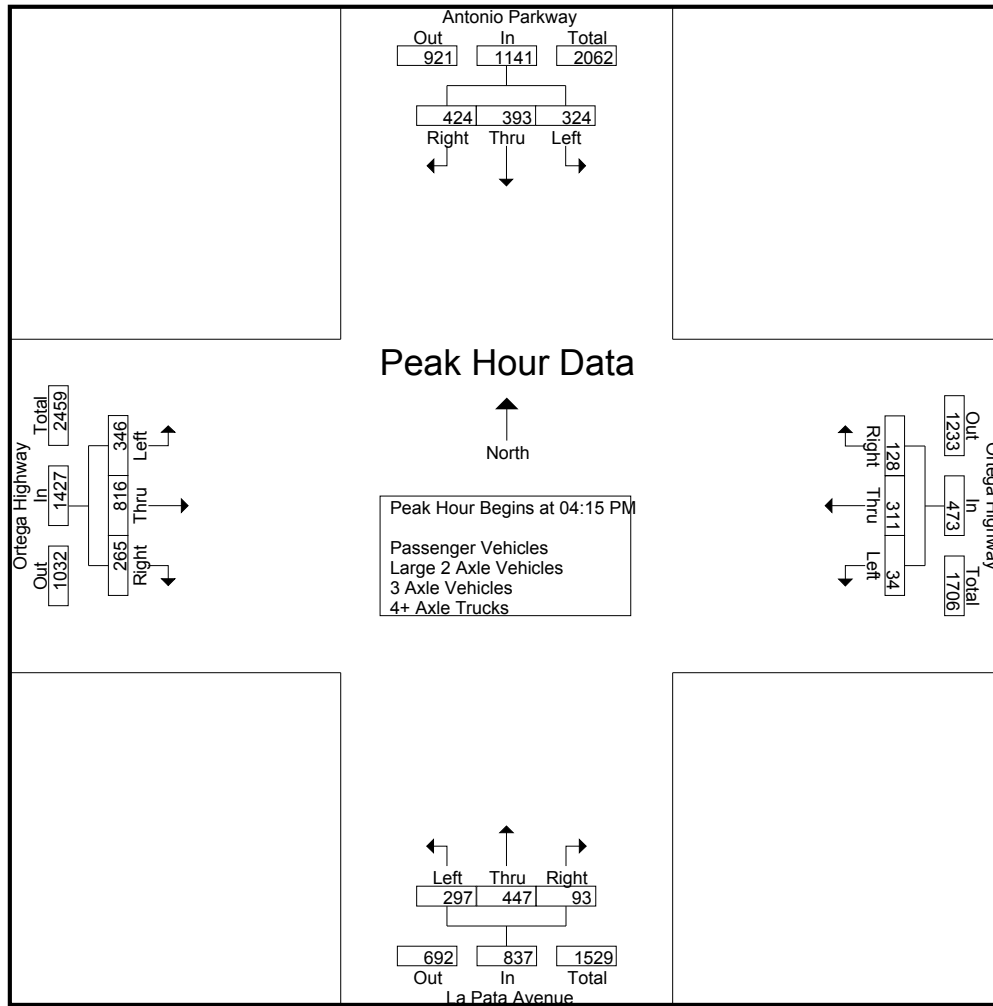 Antonio Parkway
Out In Total
921 1141 2062
424 393 324
Right Thru Left
Peak Hour Data
North
Peak Hour Begins at 04:15 PM
Passenger Vehicles
Large 2 Axle Vehicles
3 Axle Vehicles
4+ Axle Trucks
Ortega Highway
Out In Total
1032 1427 2459
265 816 346
Right Thru Left
Ortega Highway
Out In Total
1233 473 1706
128 311 34
Right Thru Left
Left Thru Right
297 447 93
692 837 1529
Out In Total
La Pata Avenue